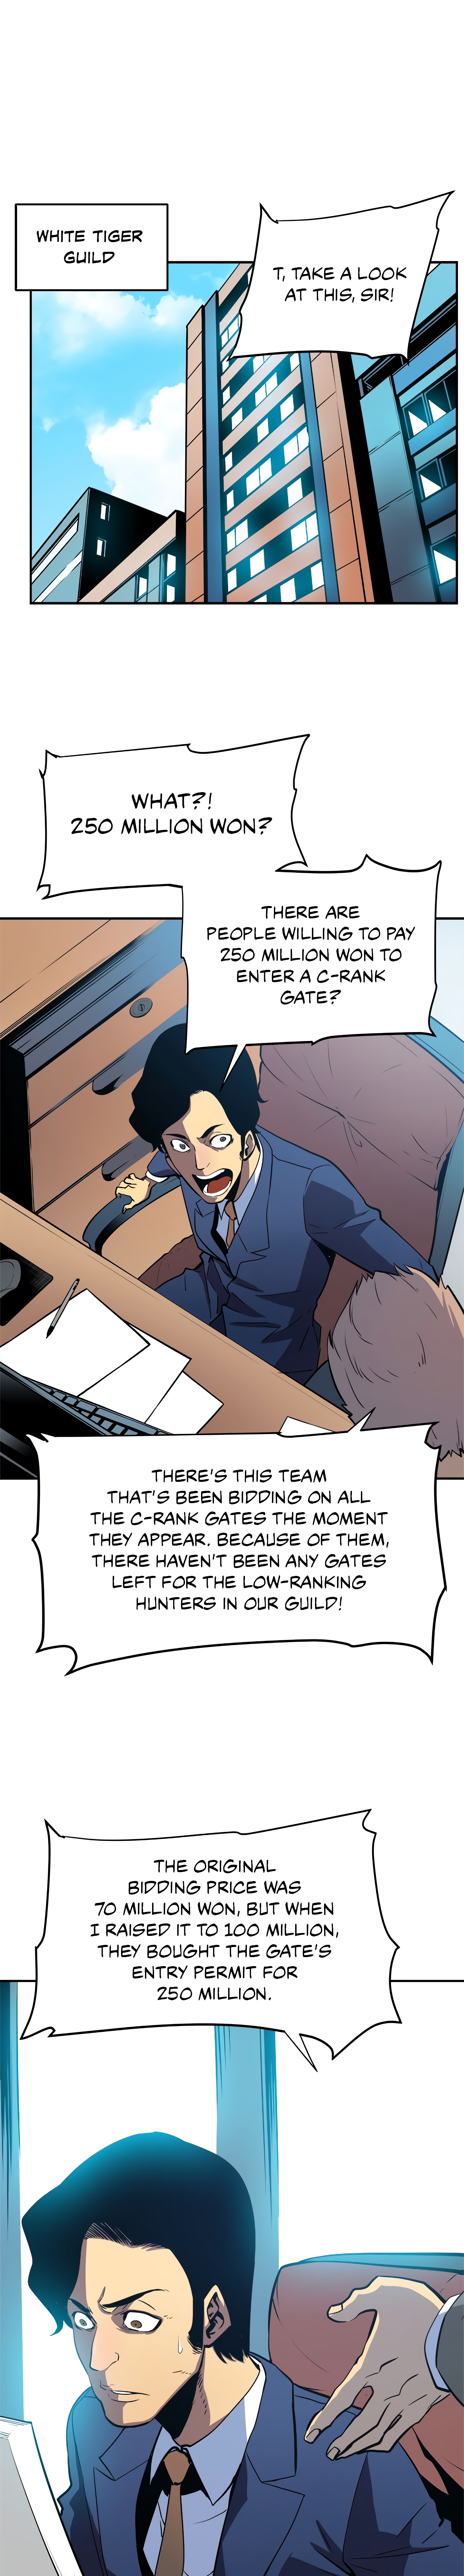 WHITE TIGER
GUILD
T, TAKE A LOOK
AT THIS, SIR!
WHAT?!
250 MILLION WON?
THERE ARE
PEOPLE WILLING TO PAY
250 MILLION WON TO
ENTER A C-RANK
GATE?
THERE'S THIS TEAM
THAT'S BEEN BIDDING ON ALL
THE C-RANK GATES THE MOMENT
THEY APPEAR. BECAUSE OF THEM,
THERE HAVEN'T BEEN ANY GATES
LEFT FOR THE LOW-RANKING
HUNTERS IN OUR GUILD!
THE ORIGINAL
BIDDING PRICE WAS
70 MILLION WON, BUT WHEN
I RAISED IT TO 100 MILLION,
THEY BOUGHT THE GATE'S
ENTRY PERMIT FOR
250 MILLION.